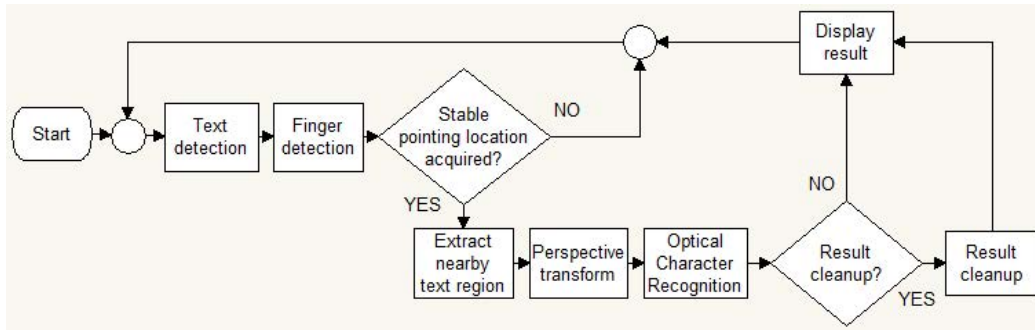 Display
result
Start
Text
detection
Finger
detection
Stable
pointing location
acquired?
NO
YES
Extract
nearby
text region
Perspective
transform
Optical
Character
Recognition
Result
cleanup?
NO
YES
Result
cleanup